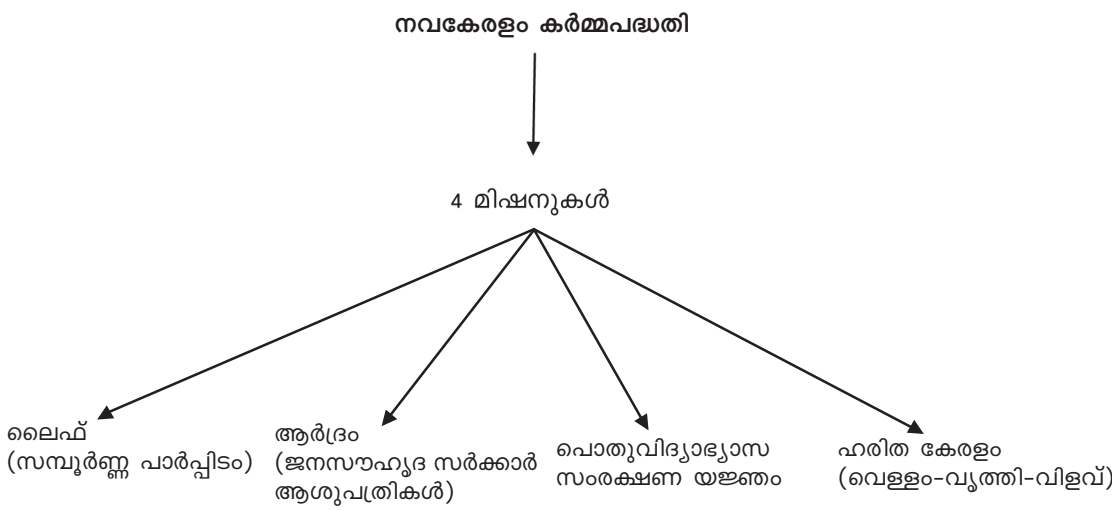 നവകേരളം കർമ്മപദ്ധതി
4 മിഷനുകൾ
ലൈഫ്
(സമ്പൂർണ്ണ പാർപ്പിടം)
ആർദ്രം
(ജനസൗഹൃദ സർക്കാർ
ആശുപത്രികൾ)
പൊതുവിദ്യാഭ്യാസ
സംരക്ഷണ യജ്ഞം
ഹരിത കേരളം
(വെള്ളം-വൃത്തി-വിളവ്)